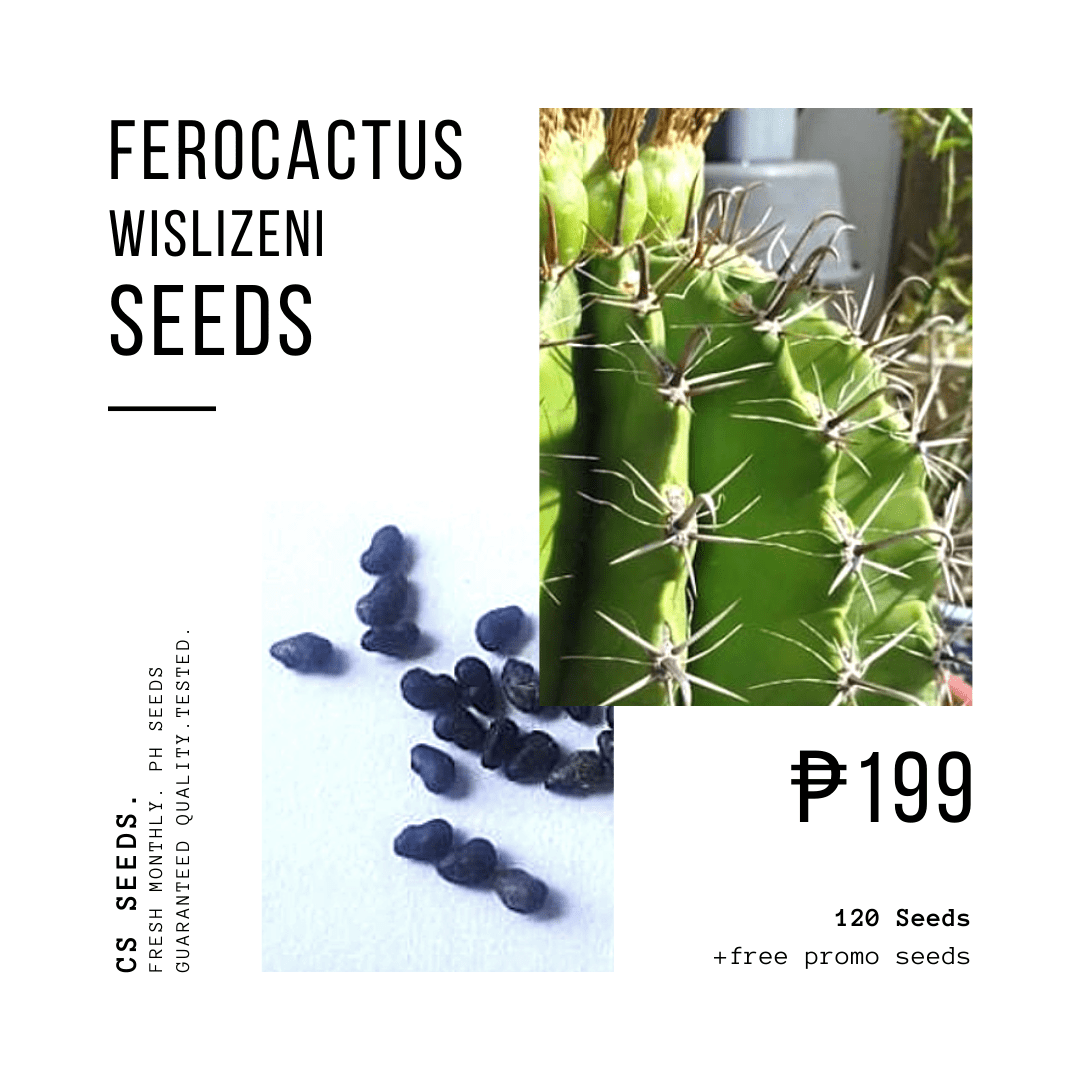 FEROCACTUS
WISLIZENI
SEEDS
CS SEEDS.
FRESH MONTHLY. PH SEEDS
GUARANTEED QUALITY.TESTED.
₱199
120 Seeds
+free promo seeds